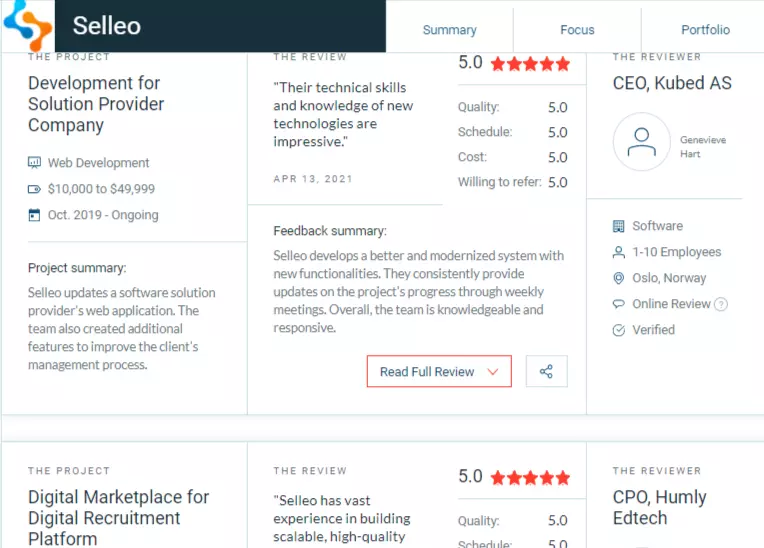 Selleo
Summary
Focus
Portfolio
THE PROJECT
Development for
Solution Provider
Company
Web Development
$10,000 to $49,999
Oct. 2019 - Ongoing
Project summary:
Selleo updates a software solution
provider's web application. The
team also created additional
features to improve the client's
management process.
THE REVIEW
"Their technical skills
and knowledge of new
technologies are
impressive."
APR 13, 2021
5.0
Quality: 5.0
Schedule: 5.0
Cost: 5.0
Willing to refer: 5.0
Feedback summary:
Selleo develops a better and modernized system with
new functionalities. They consistently provide
updates on the project's progress through weekly
meetings. Overall, the team is knowledgeable and
responsive.
Read Full Review
THE REVIEWER
CEO, Kubed AS
Genevieve
Hart
Software
1-10 Employees
Oslo, Norway
Online Review ?
Verified
THE PROJECT
Digital Marketplace for
Digital Recruitment
Platform
THE REVIEW
"Selleo has vast
experience in building
scalable, high-quality
5.0
Quality: 5.0
Schedule: 5.0
THE REVIEWER
CPO, Humly
Edtech